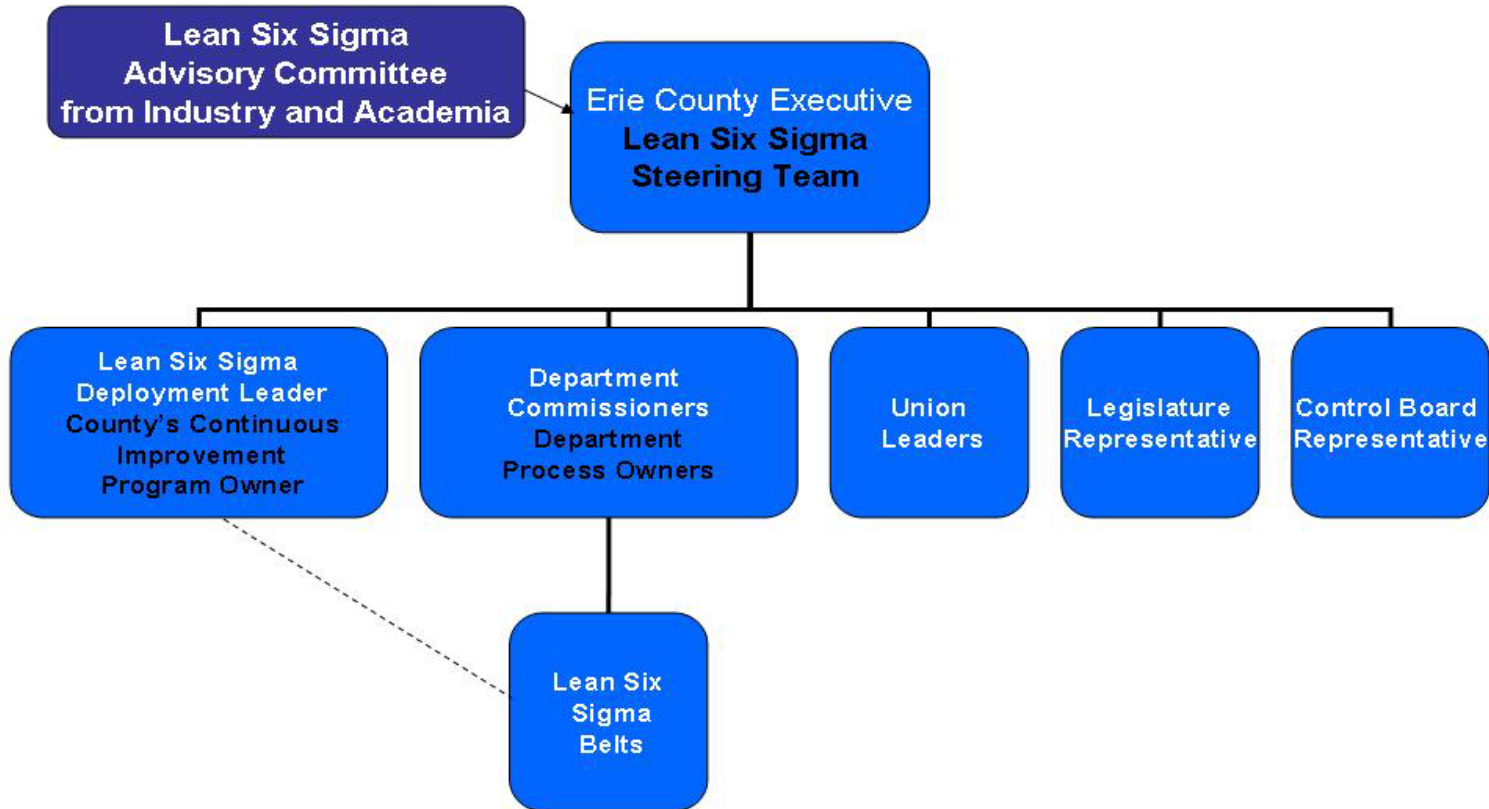 Lean Six Sigma
Advisory Committee
from Industry and Academia
Erie County Executive
Lean Six Sigma
Steering Team
Lean Six Sigma
Deployment Leader
County's Continuous
Improvement
Program Owner
Department
Commissioners
Department
Process Owners
Union
Leaders
Legislature
Representative
Control Board
Representative
Lean Six
Sigma
Belts